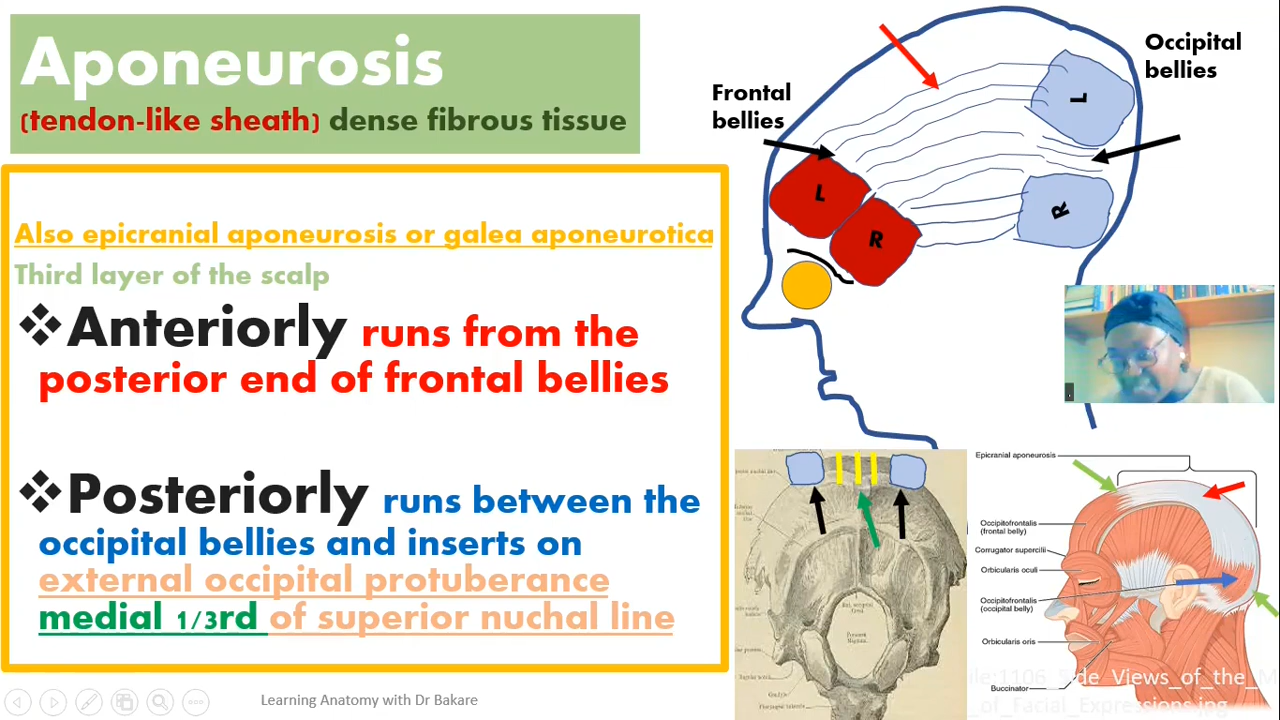 Aponeurosis
(tendon-like sheath) dense fibrous tissue
Also epicranial aponeurosis or galea aponeurotica
Third layer of the scalp
❖Anteriorly runs from the
posterior end of frontal bellies
❖Posteriorly runs between the
occipital bellies and inserts on
external occipital protuberance
medial 1/3rd of superior nuchal line
Frontal
bellies
Occipital
bellies
L
R
L
R
Epicranial aponeurosis
Occipitofrontalis
(frontal belly)
Corrugator supercilii
Orbicularis oculi
Occipitofrontalis
(occipital belly)
Orbicularis oris
Buccinator
Side_Views_of_the_M
of_Facial_Expressions.jpg
Learning Anatomy with Dr Bakare